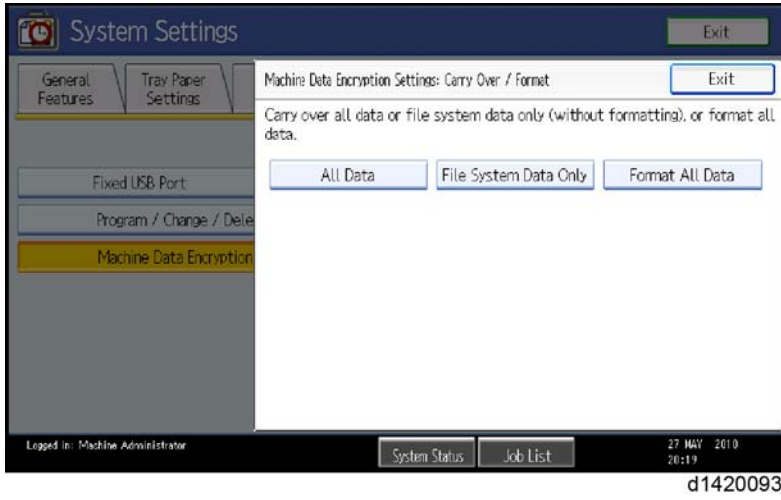 System Settings
Exit
General Features
Tray Paper Settings
Machine Data Encryption Settings: Carry Over / Format
Exit
Carry over all data or file system data only (without formatting), or format all
data.
All Data
File System Data Only
Format All Data
Fixed USB Port
Program / Change / Dele
Machine Data Encryption
Logged in: Machine Administrator
System Status
Job List
27 MAY 2010
20:19
d1420093